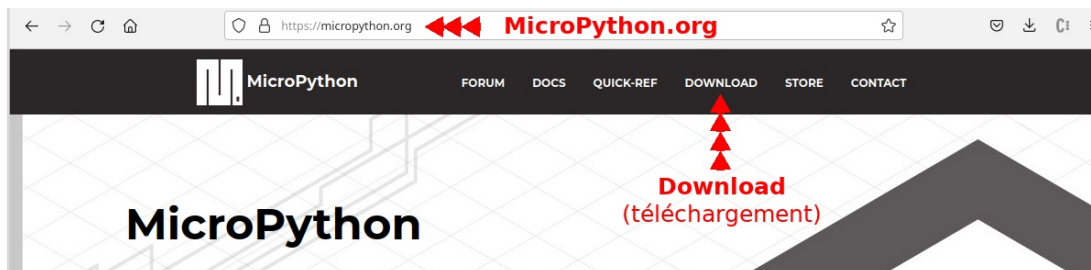 https://micropython.org MicroPython.org
MicroPython FORUM DOCS QUICK-REF DOWNLOAD STORE CONTACT
Download
(téléchargement)
MicroPython